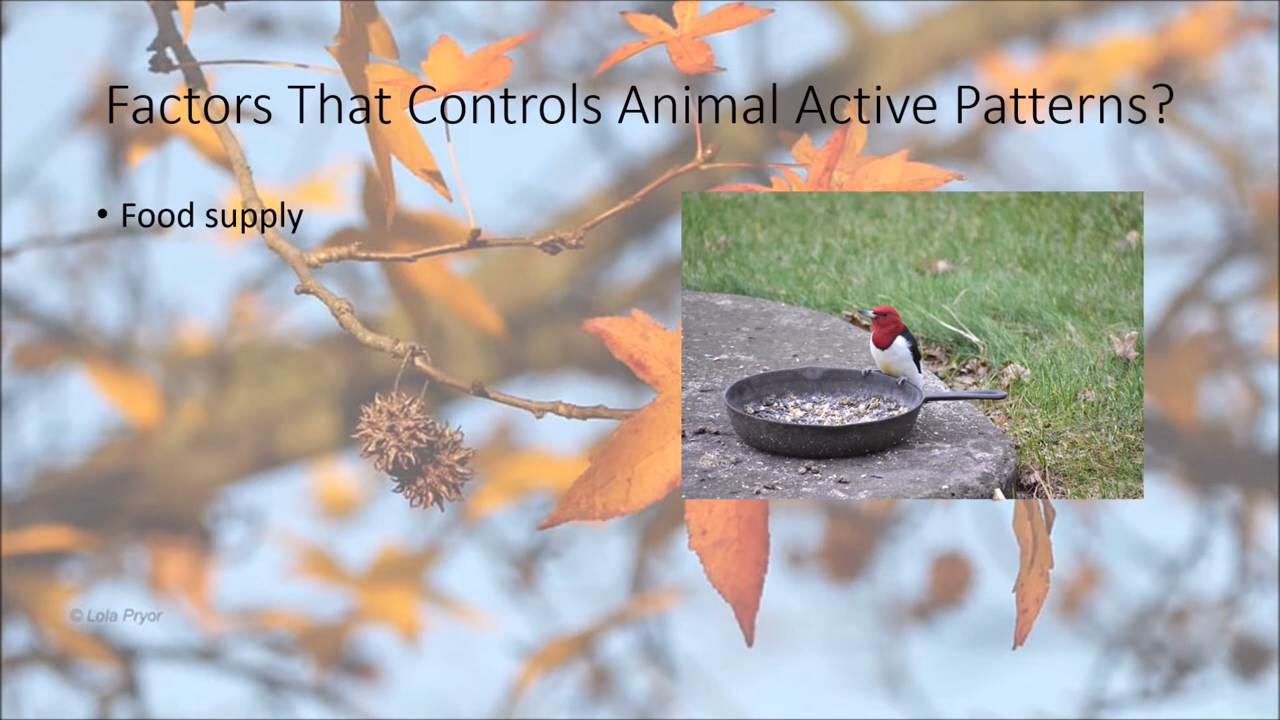 Factors That Controls Animal Active Patterns?
• Food supply
© Lola Pryor